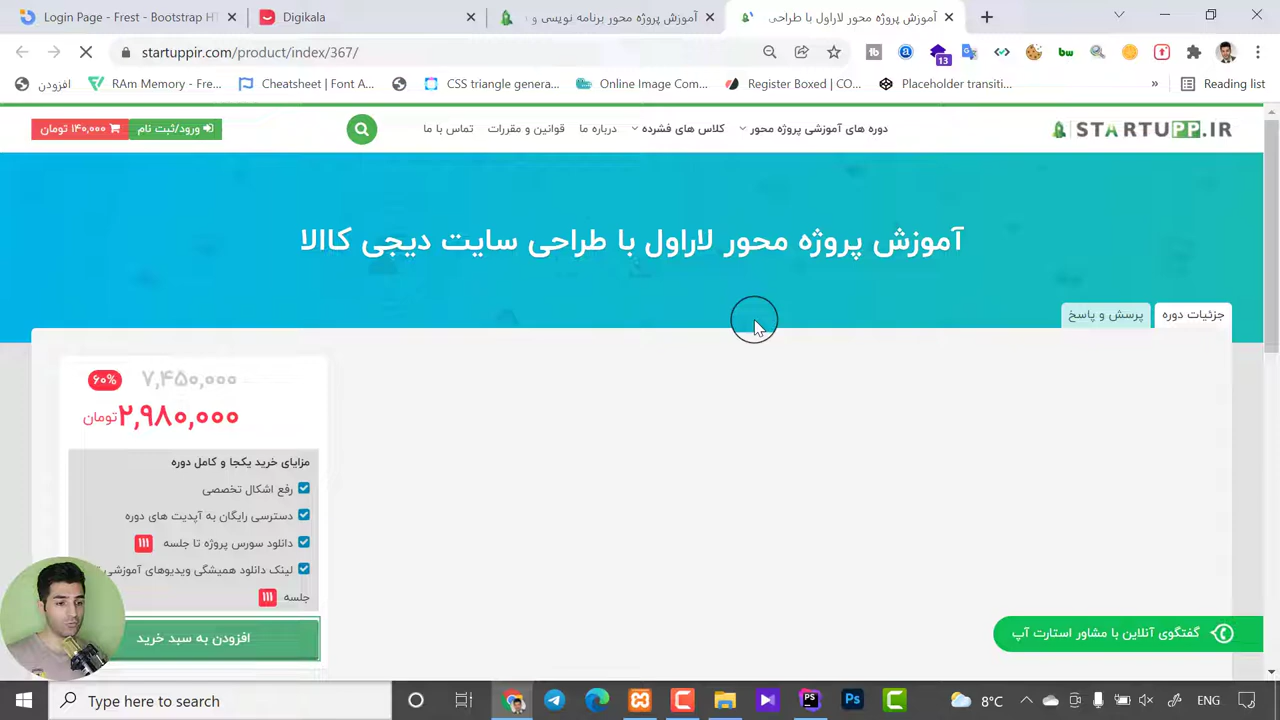 Login Page - Frest - Bootstrap HT
Digikala
آموزش پروژه محور برنامه نویسی و
آموزش پروژه محور لاراول با طراحی
startuppir.com/product/index/367/
13
افزودن
RAm Memory - Fre...
Cheatsheet | Font A...
CSS triangle genera...
Online Image Com...
Register Boxed | CO...
Placeholder transiti...
»
Reading list
STARTUPP.IR
دوره های آموزشی پروژه محور
کلاس های فشرده
درباره ما
قوانین و مقررات
تماس با ما
ورود/ثبت نام
۱۴۰,۰۰۰ تومان
آموزش پروژه محور لاراول با طراحی سایت دیجی کاالا
جزئیات دوره
پرسش و پاسخ
۷,۴۵۰,۰۰۰
۶۰%
۲,۹۸۰,۰۰۰ تومان
مزایای خرید یکجا و کامل دوره
رفع اشکال تخصصی
دسترسی رایگان به آپدیت های دوره
دانلود سورس پروژه تا جلسه ۱۱۱
لینک دانلود همیشگی ویدیوهای آموزشی
جلسه ۱۱۱
افزودن به سبد خرید
گفتگوی آنلاین با مشاور استارت آپ
Type here to search
8°C
ENG